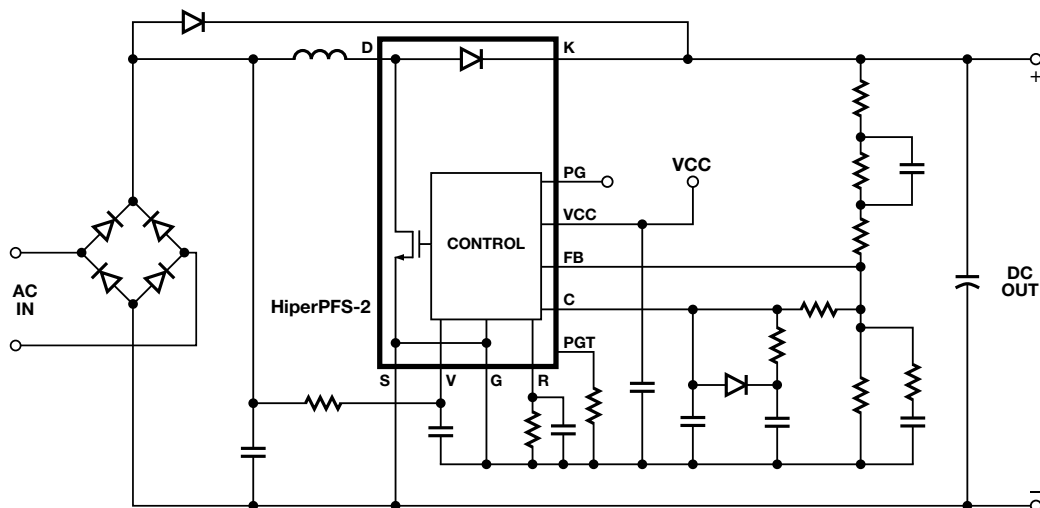 D
K
PG
VCC
VCC
CONTROL
FB
HiperPFS-2
C
PGT
S
V
G
R
AC
IN
+
DC
OUT
–